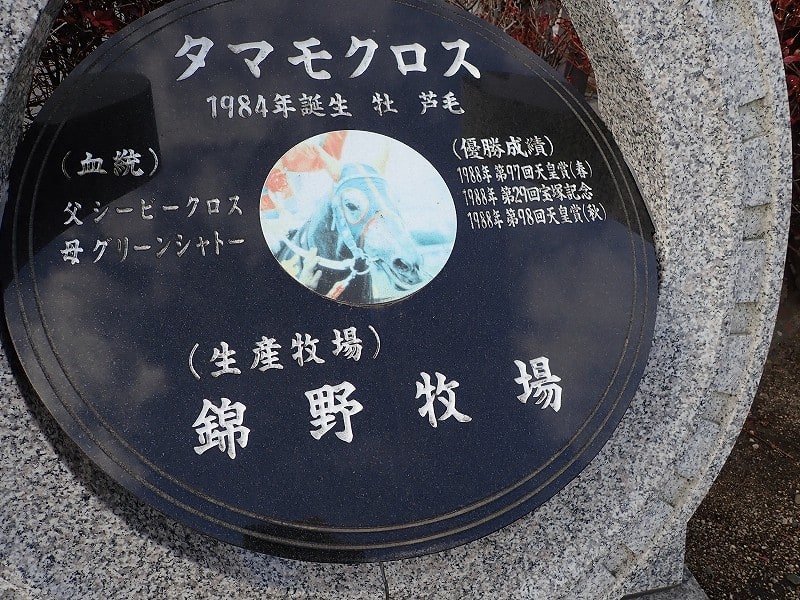 タマモクロス
1984年誕生 牡 芦毛
(血統)
父 シービークロス
母 グリーンシャトー
(優勝成績)
1988年 第97回天皇賞(春)
1988年 第29回宝塚記念
1988年 第98回天皇賞(秋)
(生産牧場)
錦野牧場